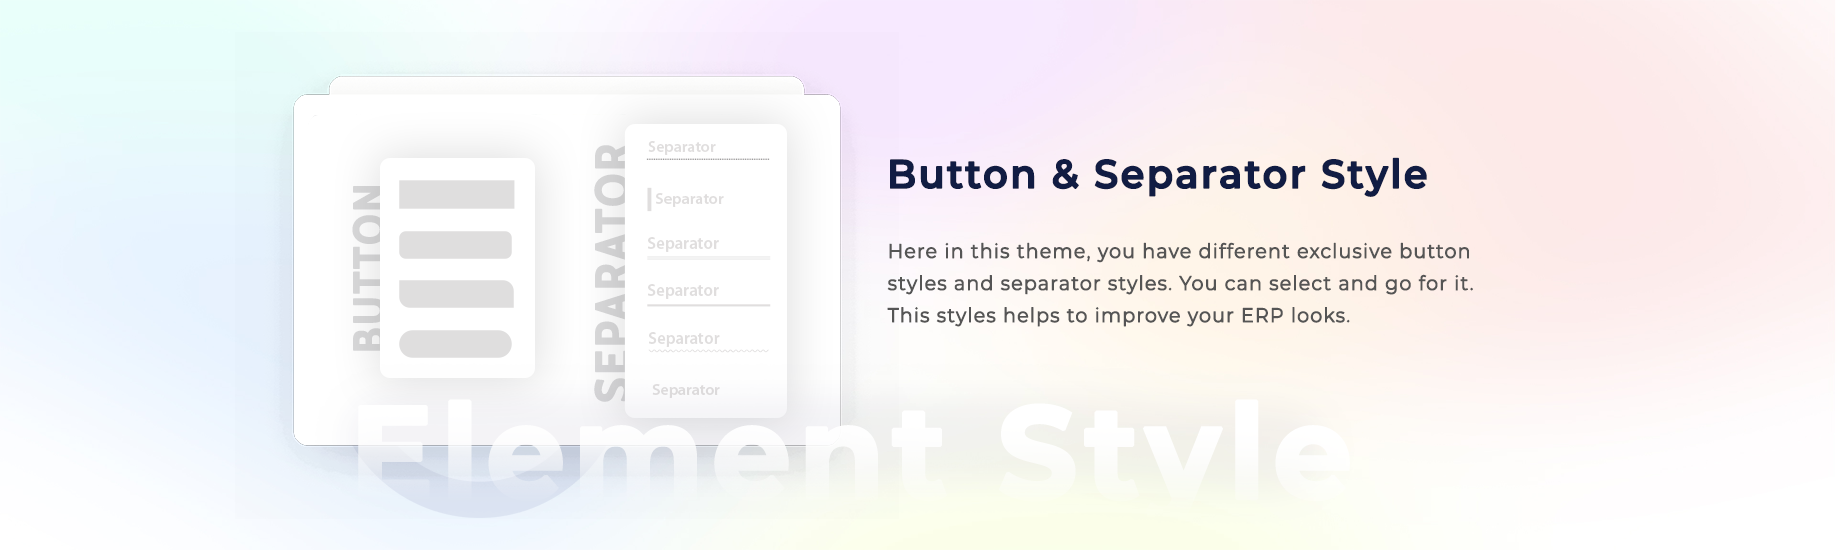 BUTTON
SEPARATOR
Separator
Separator
Separator
Separator
Separator
Separator
Button & Separator Style
Here in this theme, you have different exclusive button
styles and separator styles. You can select and go for it.
This styles helps to improve your ERP looks.
Element Style